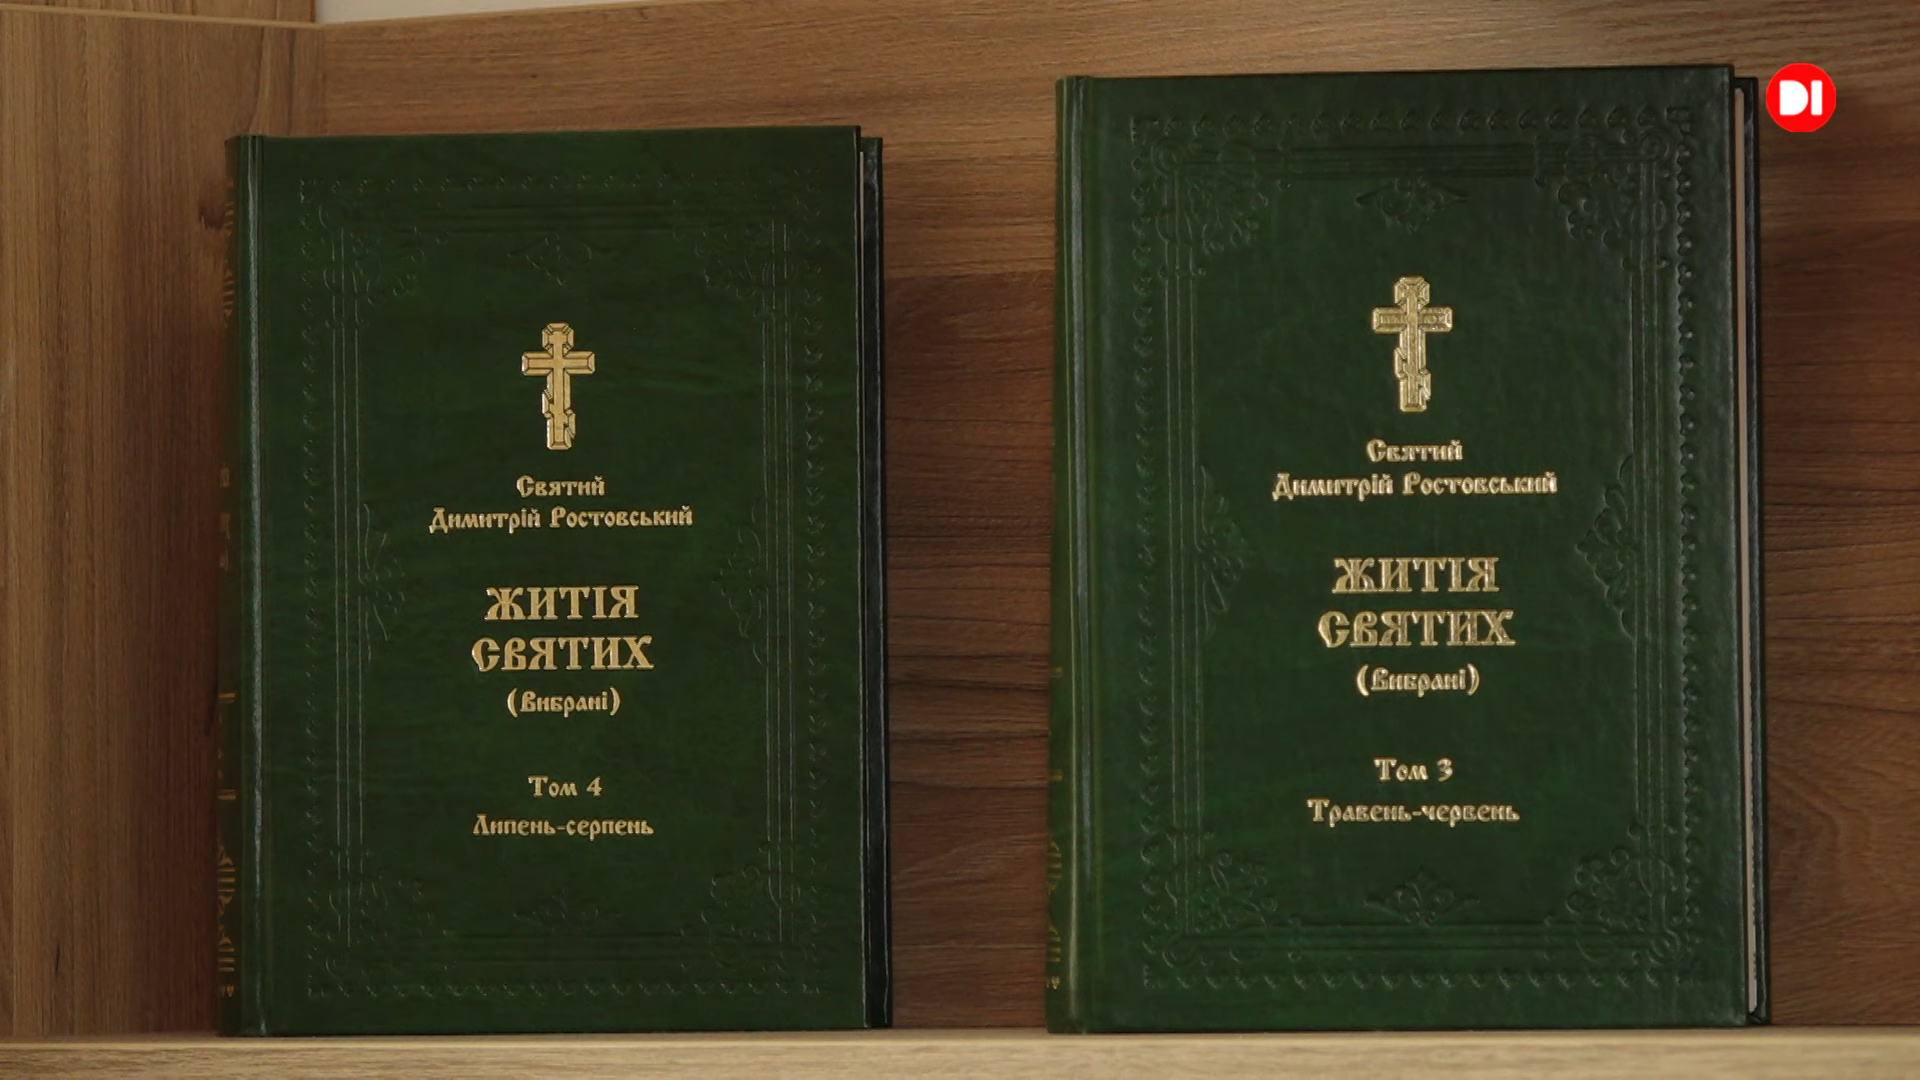 Святий
Димитрій Ростовський
ЖИТІЯ
СВЯТИХ
(Вибрані)
Том 4
Липень-серпень
Святий
Димитрій Ростовський
ЖИТІЯ
СВЯТИХ
(Вибрані)
Том 3
Травень-червень
DI